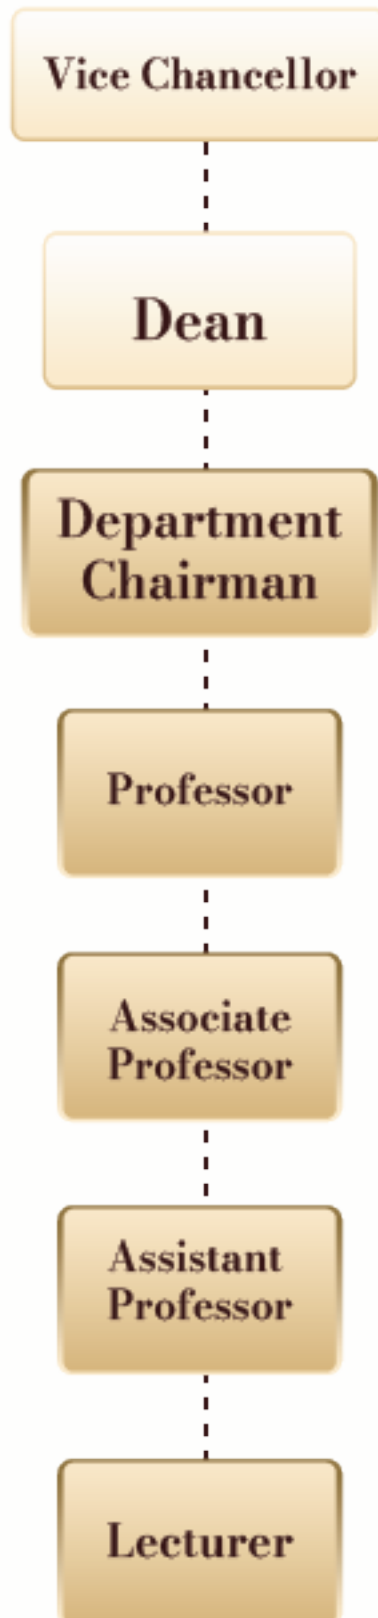 Vice Chancellor
Dean
Department
Chairman
Professor
Associate
Professor
Assistant
Professor
Lecturer